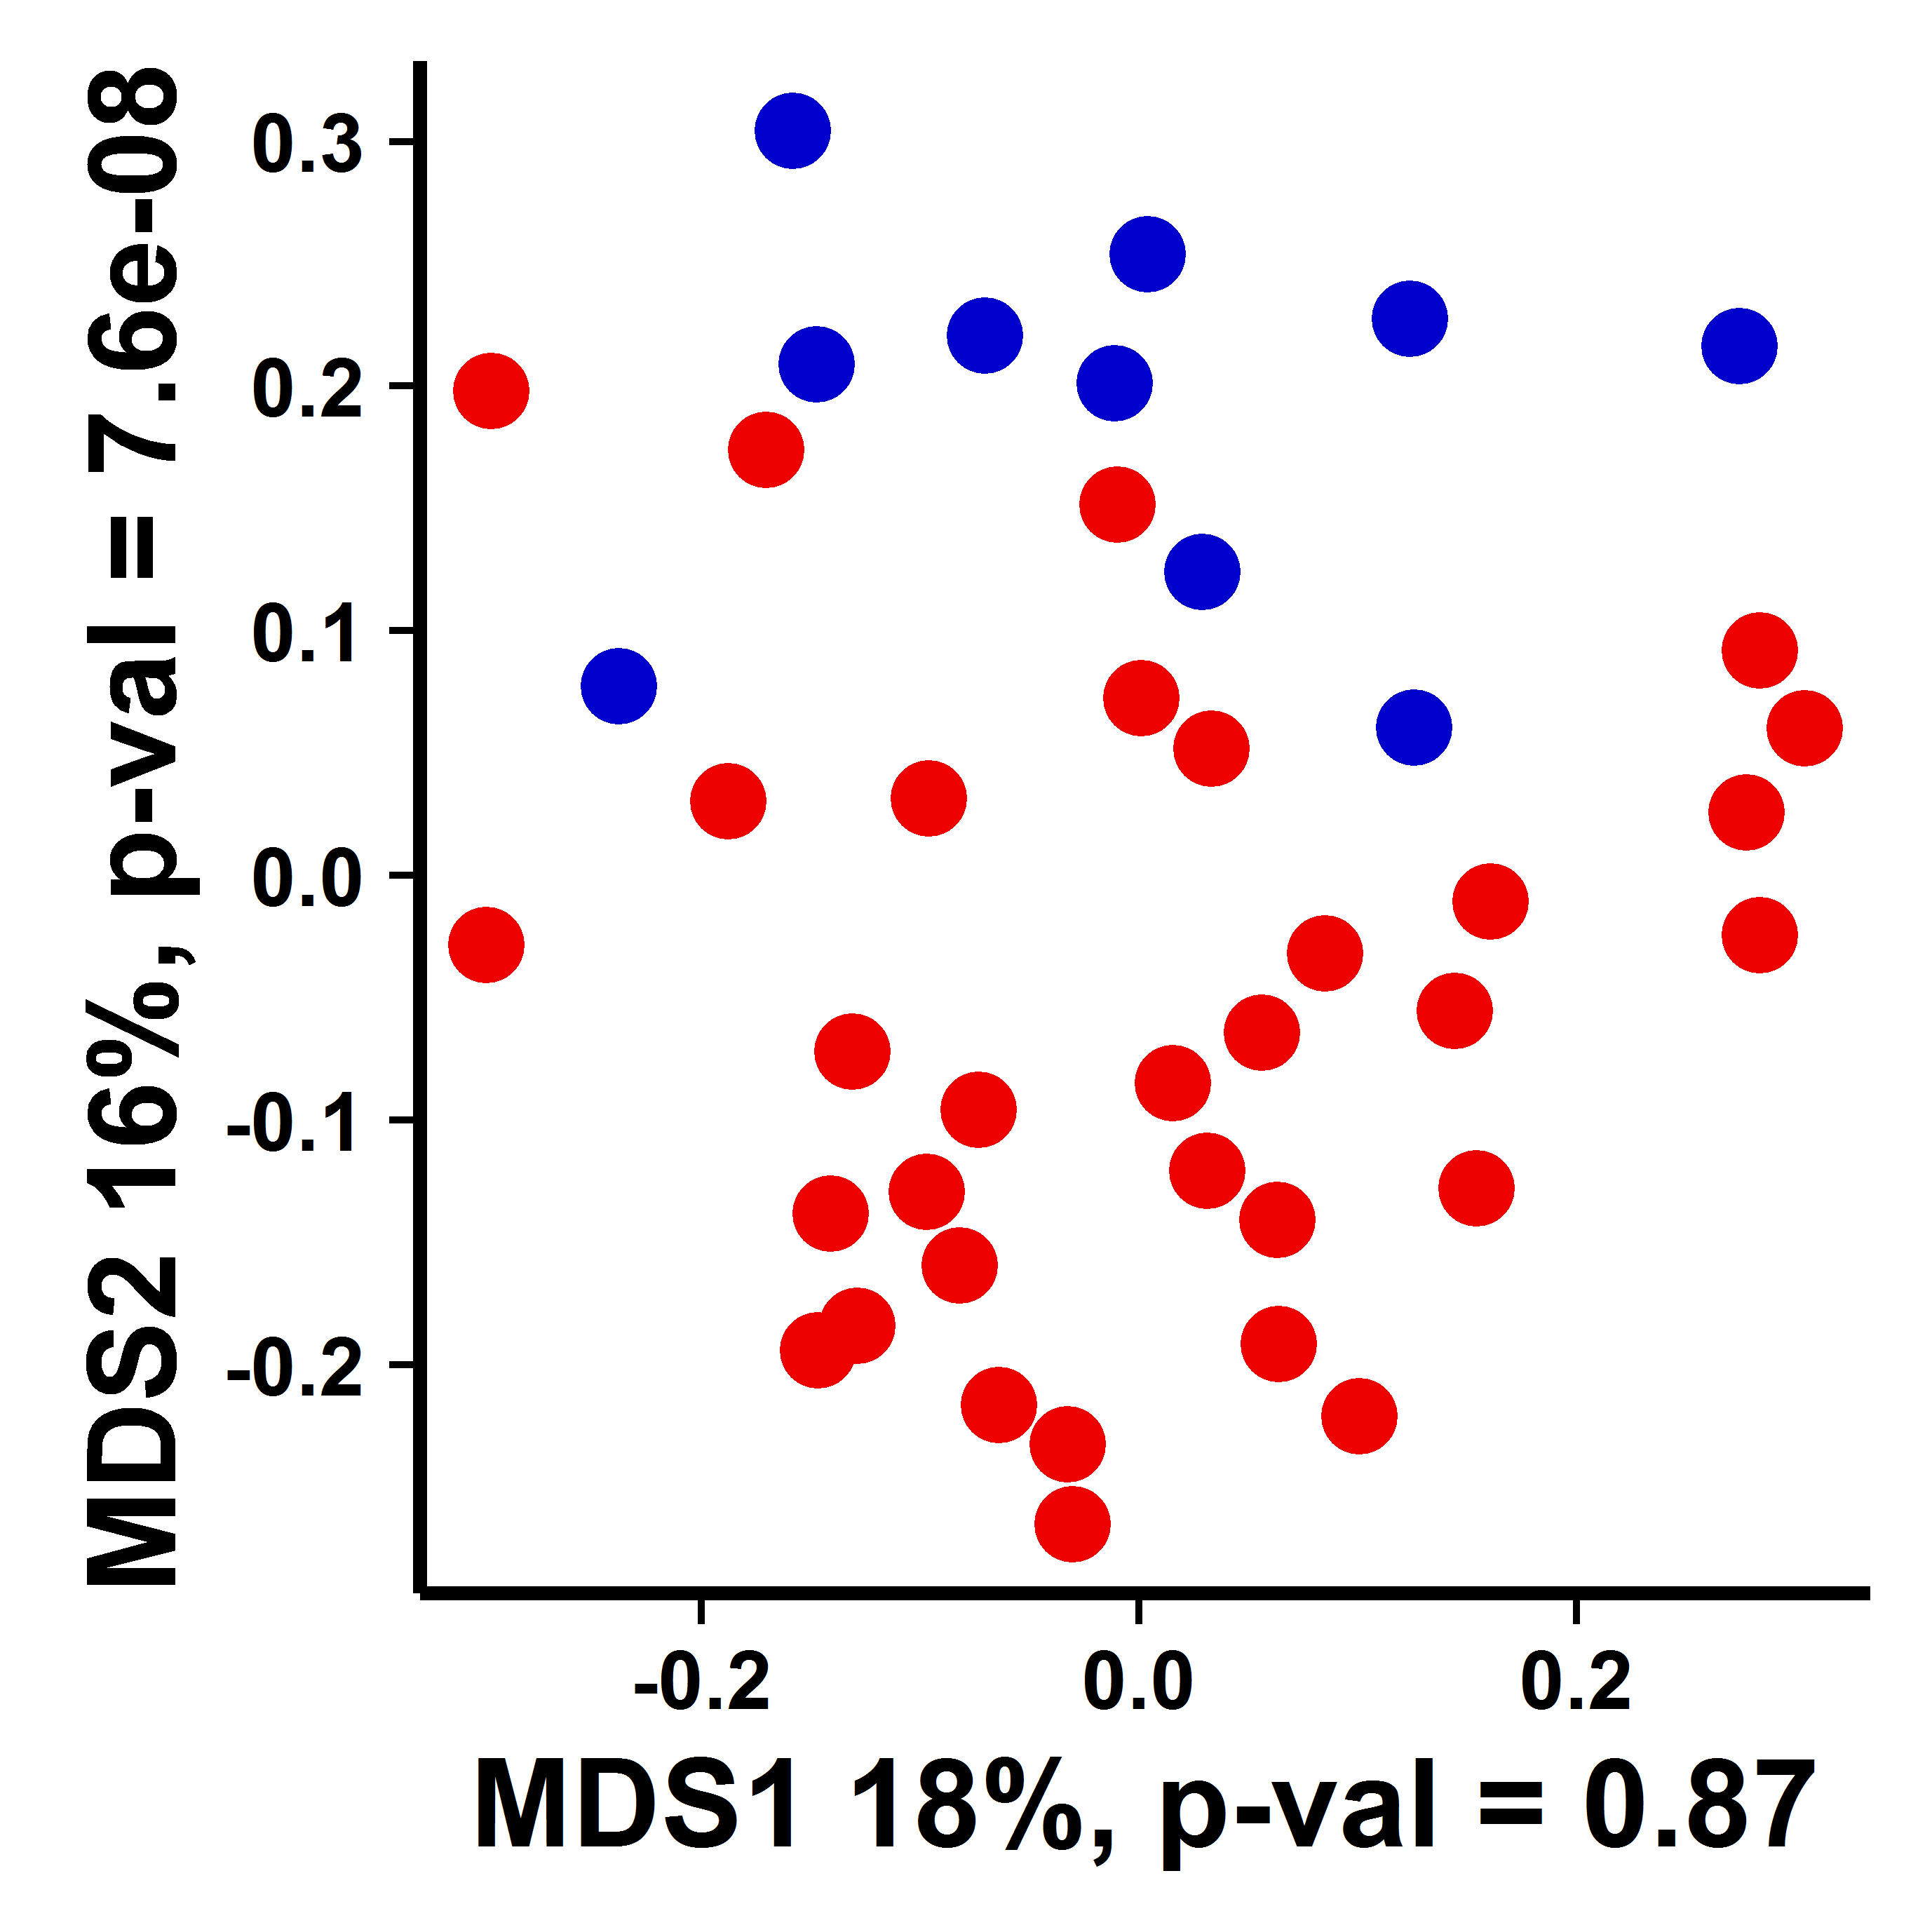 MDS2 16%, p-val = 7.6e-08
0.3
0.2
0.1
0.0
-0.1
-0.2
-0.2 0.0 0.2
MDS1 18%, p-val = 0.87